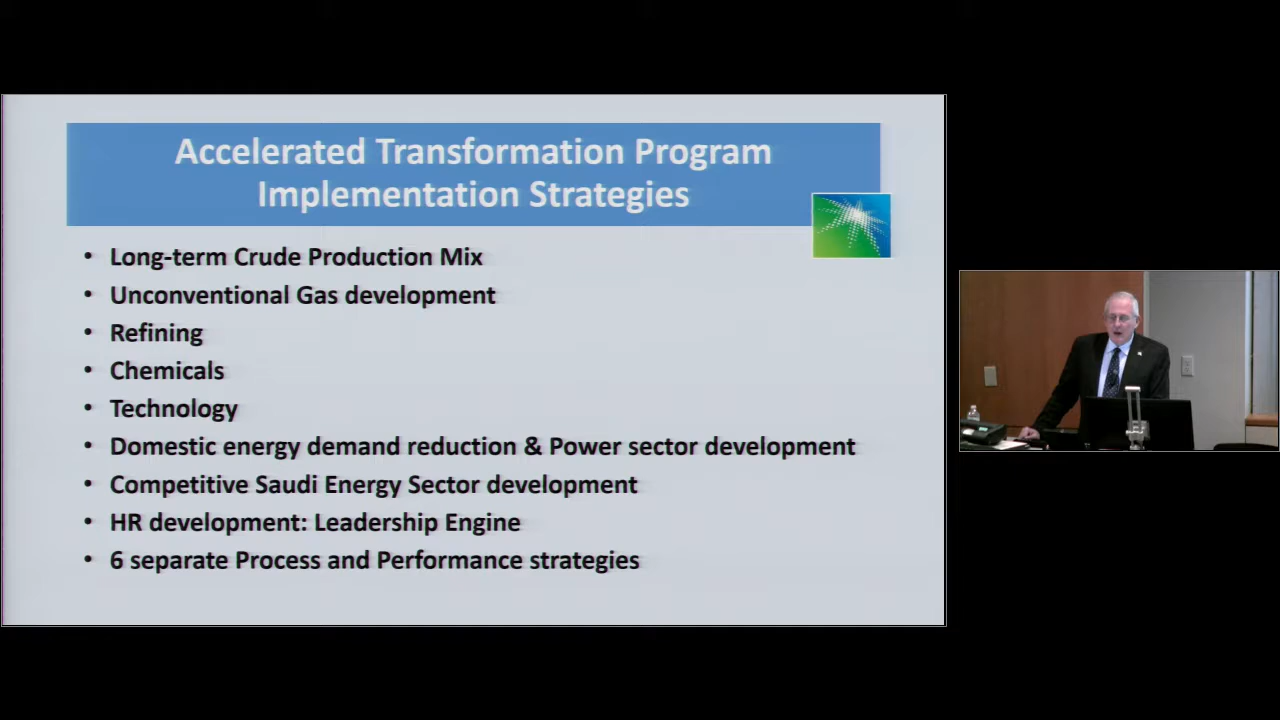 Accelerated Transformation Program
Implementation Strategies
• Long-term Crude Production Mix
• Unconventional Gas development
• Refining
• Chemicals
• Technology
• Domestic energy demand reduction & Power sector development
• Competitive Saudi Energy Sector development
• HR development: Leadership Engine
• 6 separate Process and Performance strategies